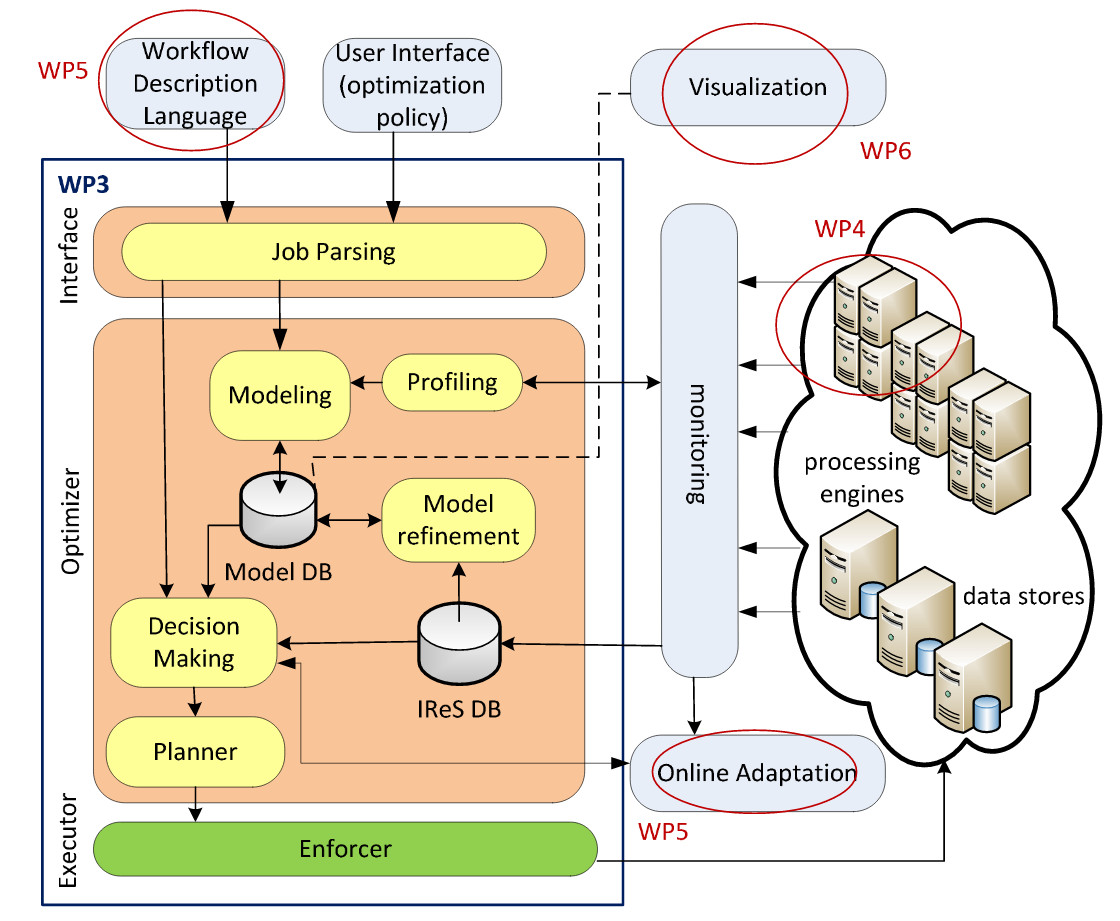 Workflow
Description
Language
WP5
User Interface
(optimization
policy)
Visualization
WP6
WP3
Interface
Job Parsing
WP4
Optimizer
Modeling
Profiling
monitoring
processing
engines
Model
refinement
Model DB
data stores
Decision
Making
IReS DB
Planner
Online Adaptation
WP5
Executor
Enforcer